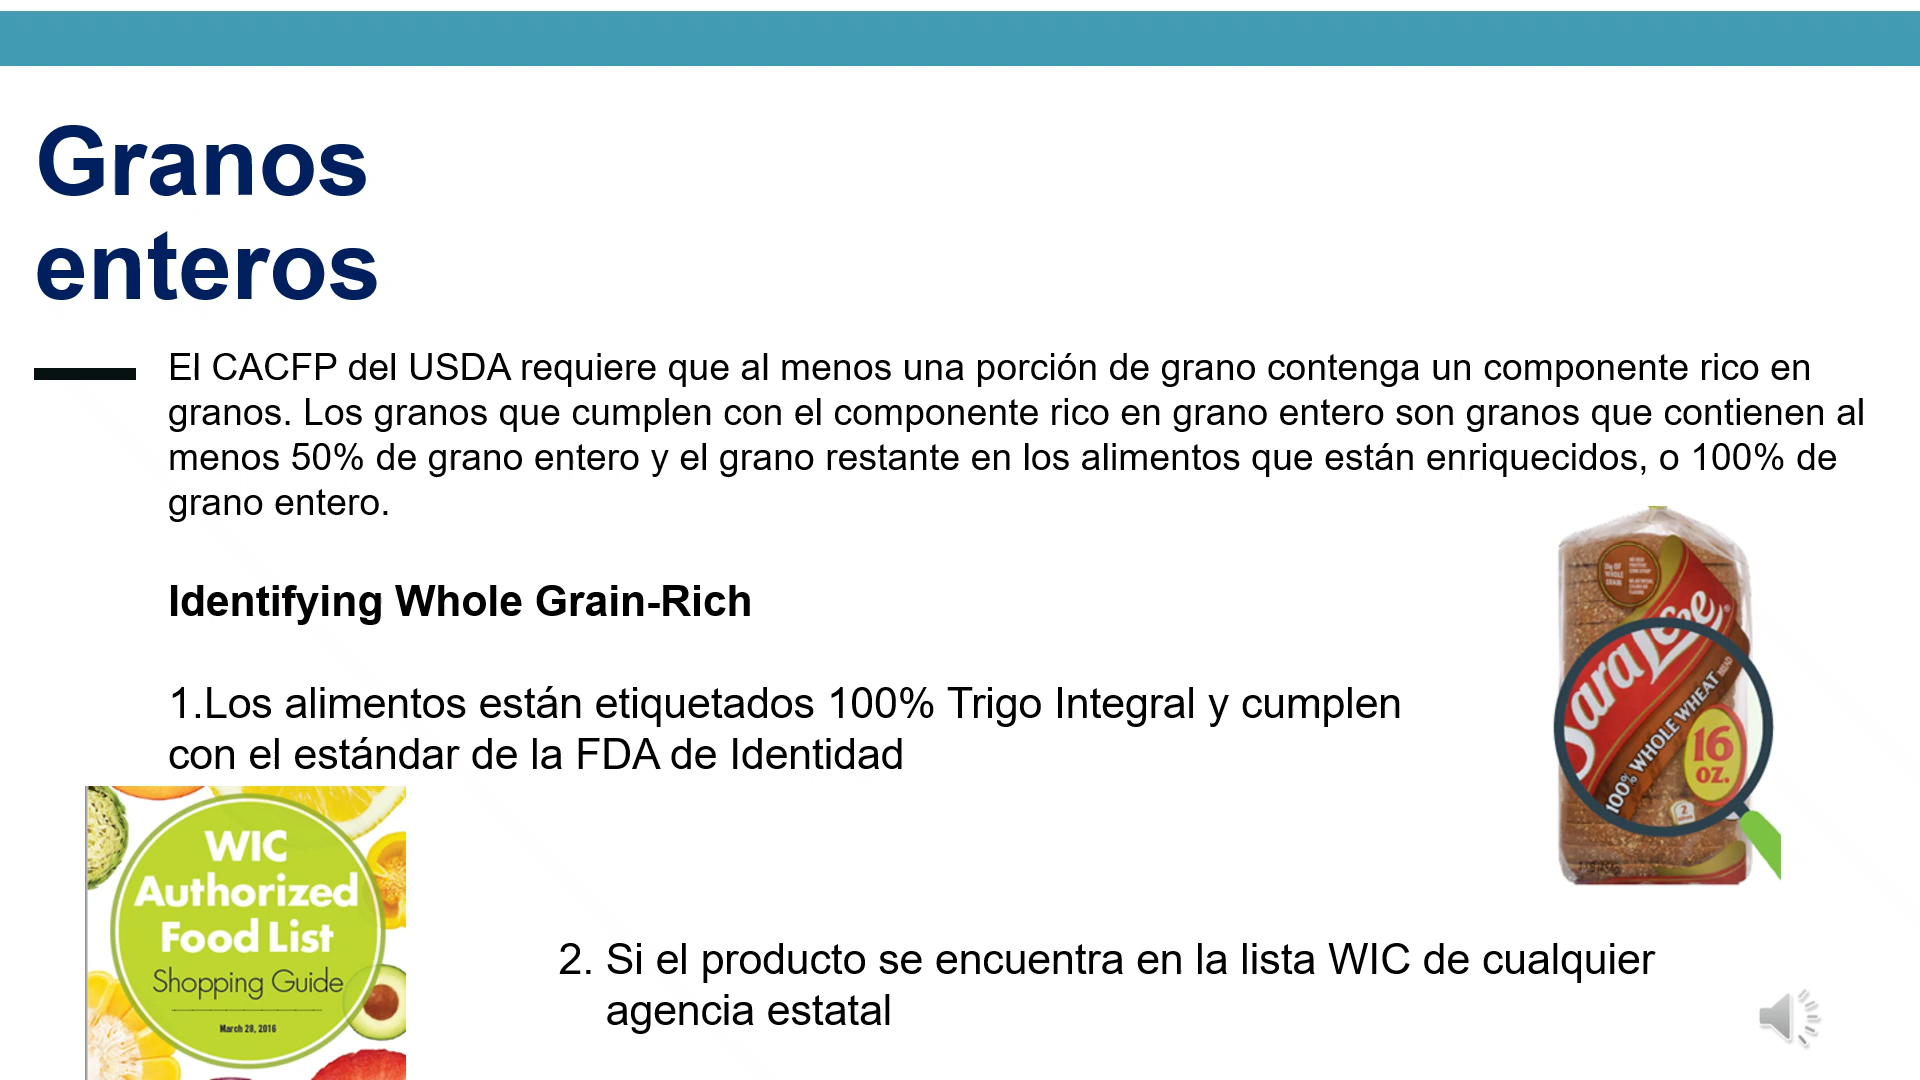 Granos
enteros
El CACFP del USDA requiere que al menos una porción de grano contenga un componente rico en
granos. Los granos que cumplen con el componente rico en grano entero son granos que contienen al
menos 50% de grano entero y el grano restante en los alimentos que están enriquecidos, o 100% de
grano entero.
Identifying Whole Grain-Rich
1.Los alimentos están etiquetados 100% Trigo Integral y cumplen
con el estándar de la FDA de Identidad
Sara Lee
100% WHOLE WHEAT BREAD
16
OZ.
WIC
Authorized
Food List
Shopping Guide
March 28, 2016
2. Si el producto se encuentra en la lista WIC de cualquier
agencia estatal